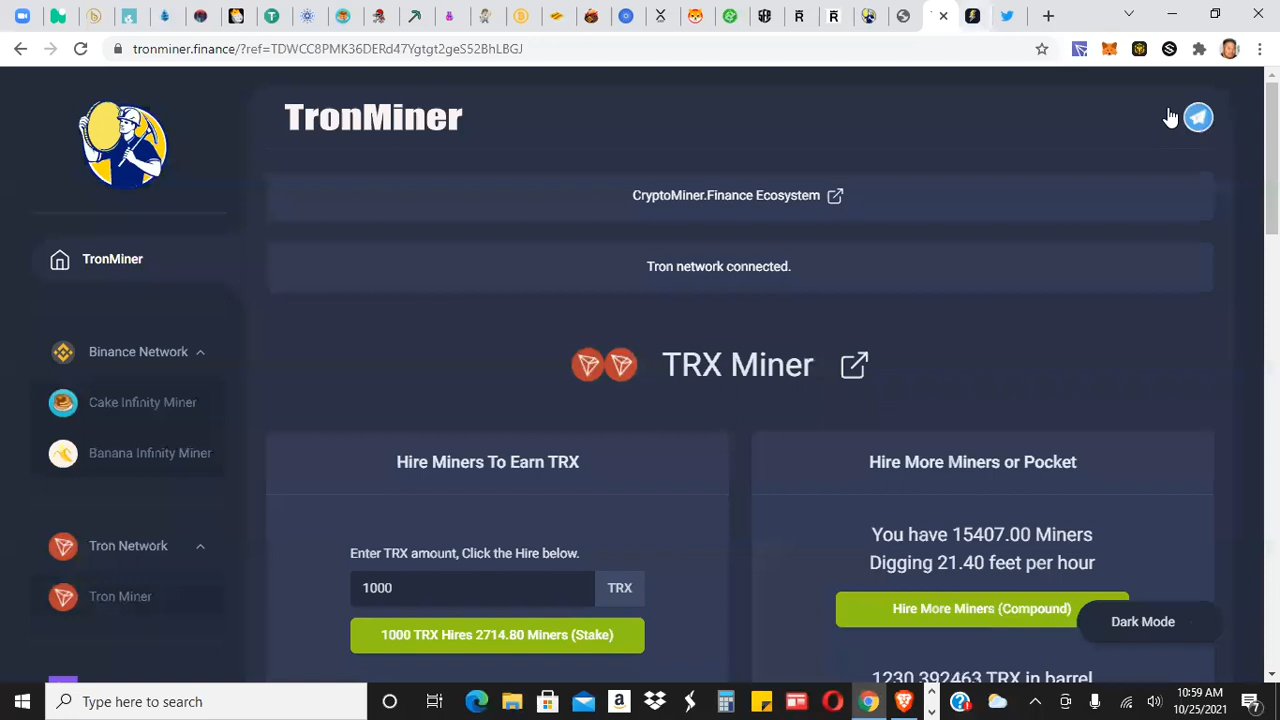 tronminer.finance/?ref=TDWCC8PMK36DERd47Ygtgt2geS52BhLBGJ
TronMiner
CryptoMiner.Finance Ecosystem
TronMiner
Tron network connected.
Binance Network
TRX Miner
Cake Infinity Miner
Banana Infinity Miner
Hire Miners To Earn TRX
Hire More Miners or Pocket
Tron Network
You have 15407.00 Miners
Enter TRX amount, Click the Hire below.
Digging 21.40 feet per hour
1000 TRX
Tron Miner
Hire More Miners (Compound)
Dark Mode
1000 TRX Hires 2714.80 Miners (Stake)
1230.392463 TRX in barrel
Type here to search
10:59 AM
10/25/2021